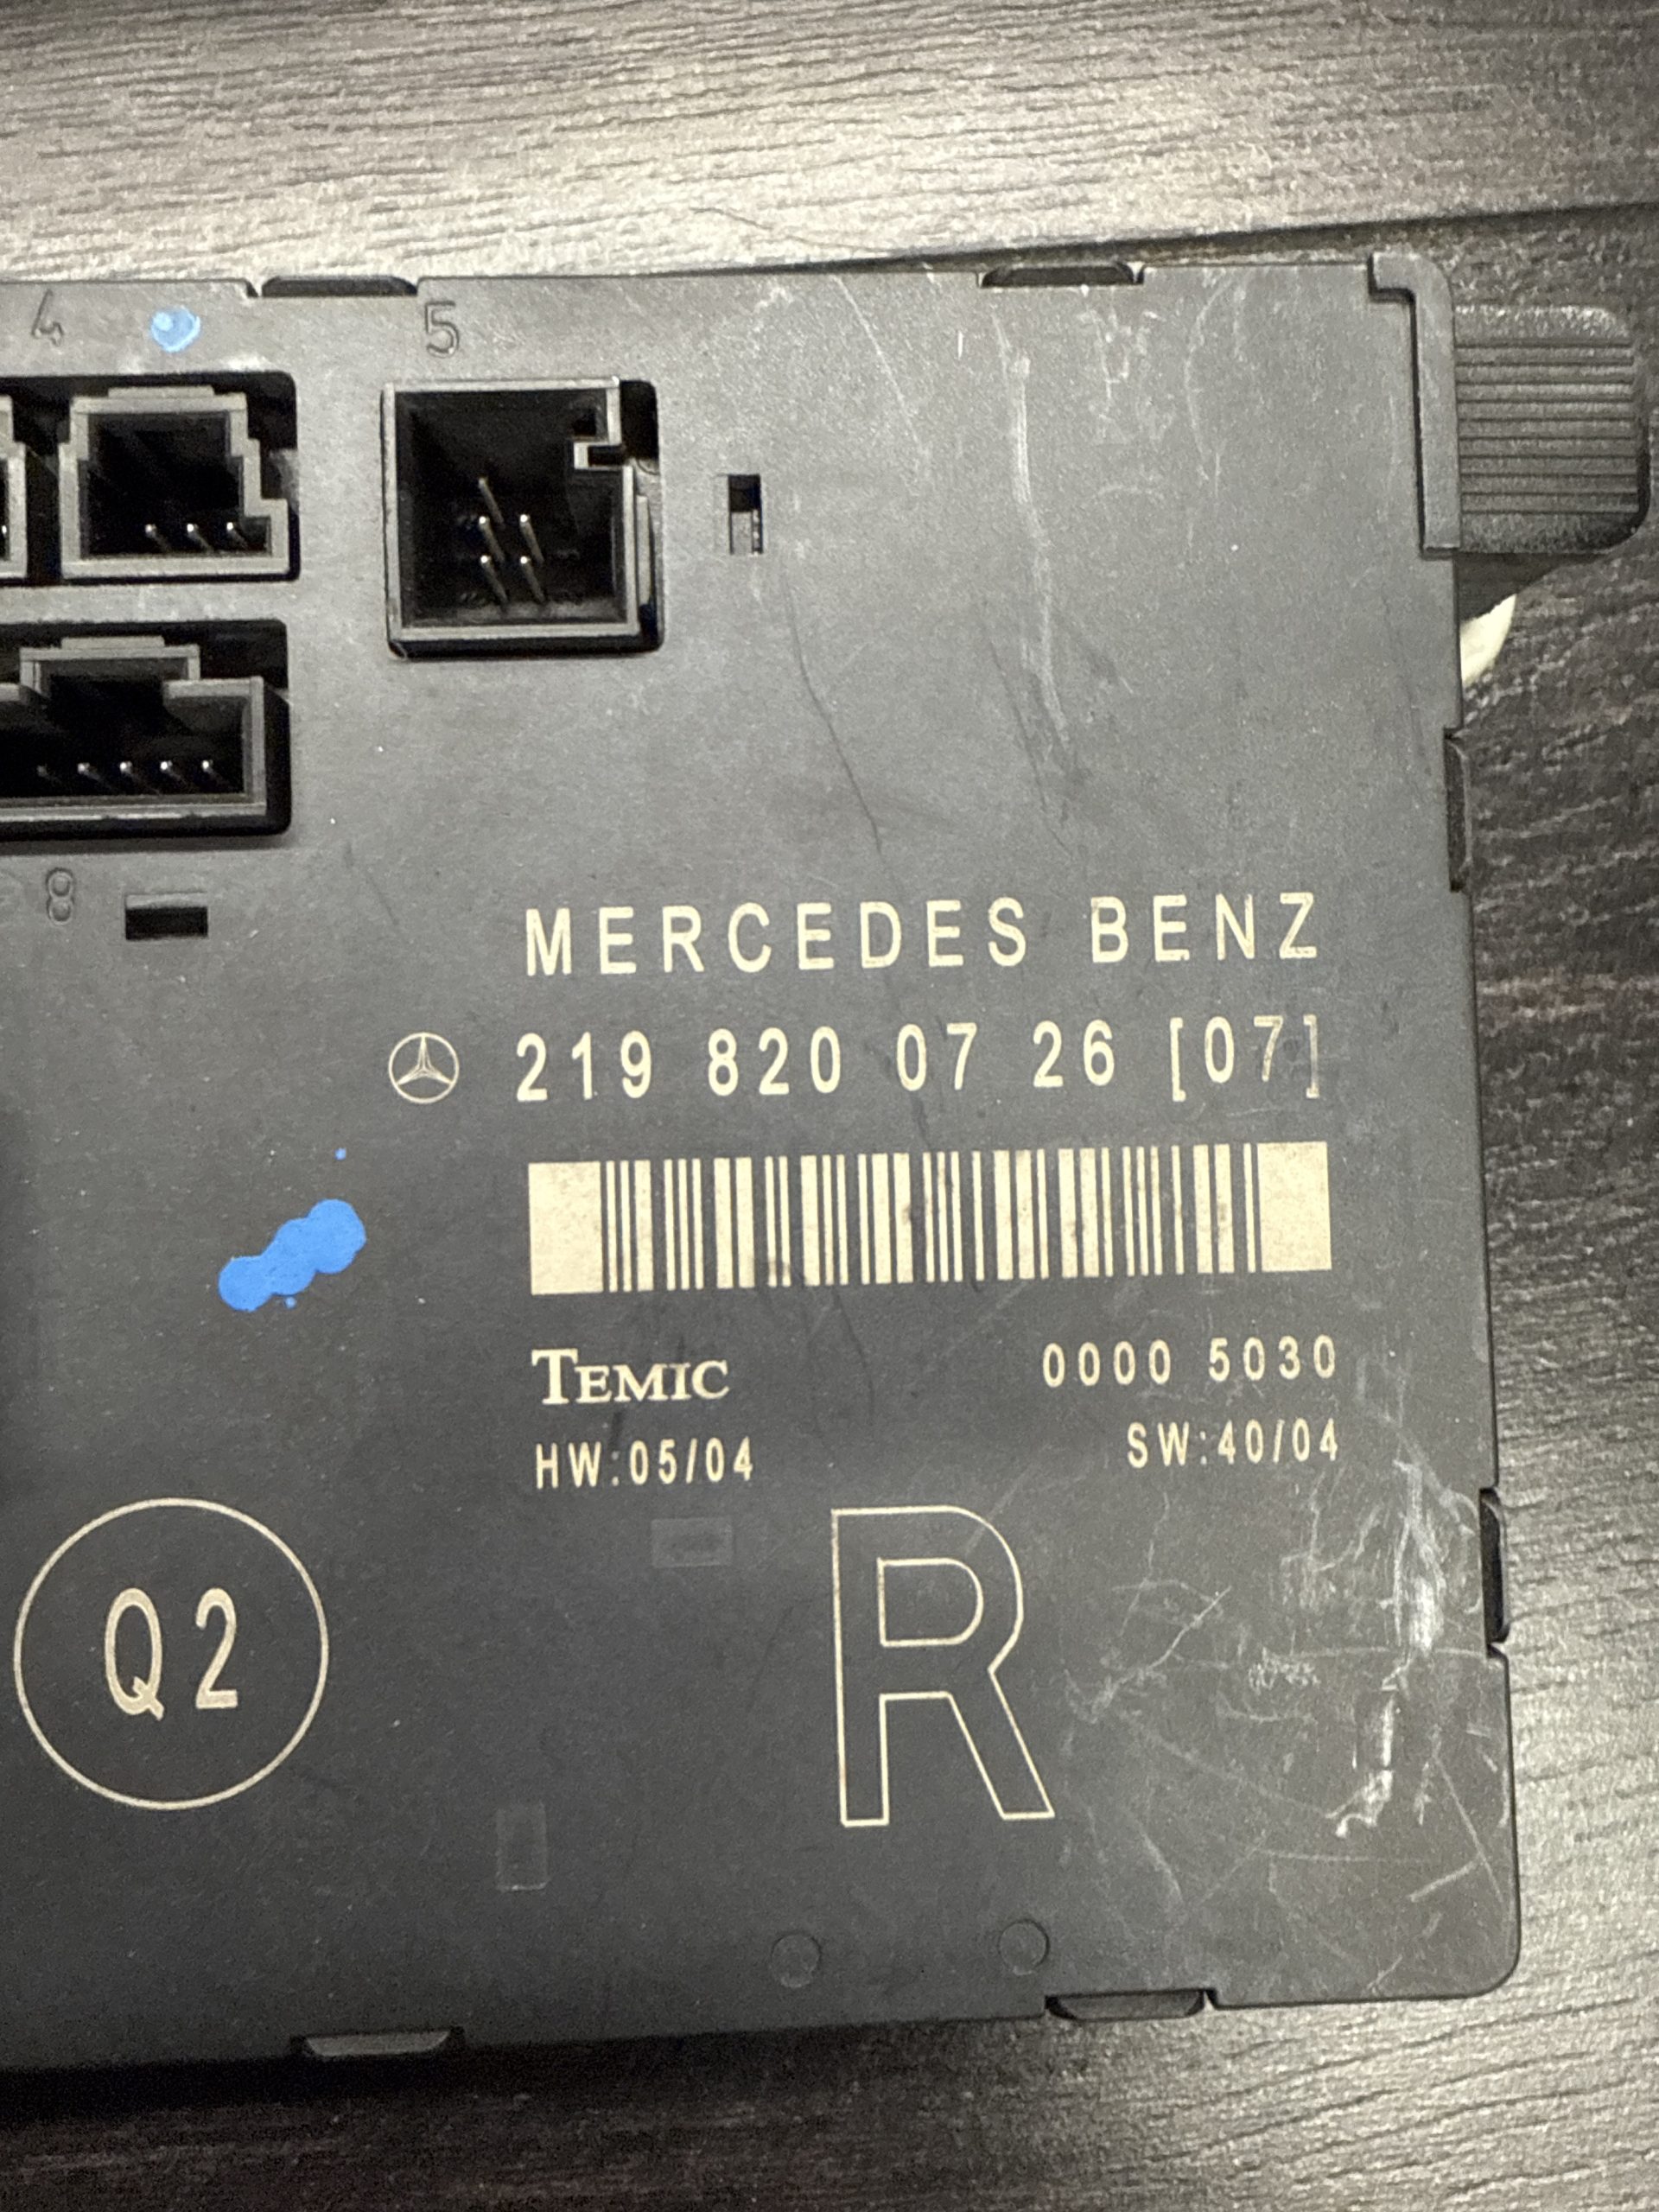 4
5
8
MERCEDES BENZ
219 820 07 26 [07]
TEMIC
0000 5030
HW:05/04
SW:40/04
Q2
R